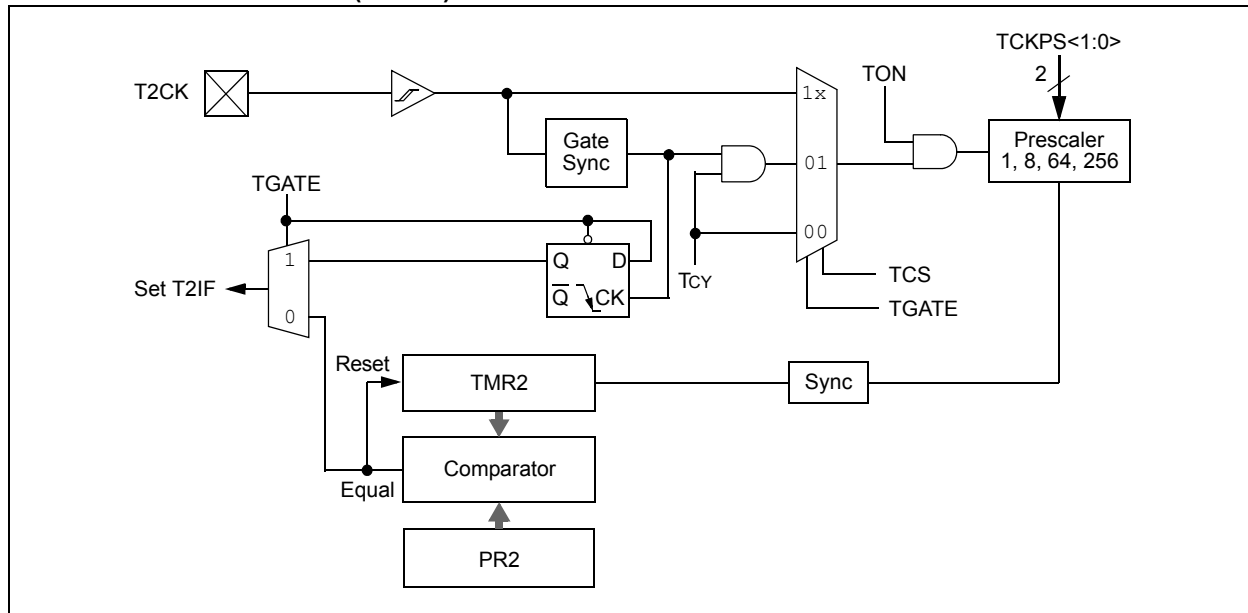 TCKPS<1:0>
2
TON
T2CK
1x
Prescaler
1, 8, 64, 256
Gate
Sync
01
TGATE
00
1
Q
D
TCY
TCS
Set T2IF
Q
CK
TGATE
0
Reset
TMR2
Sync
Comparator
Equal
PR2